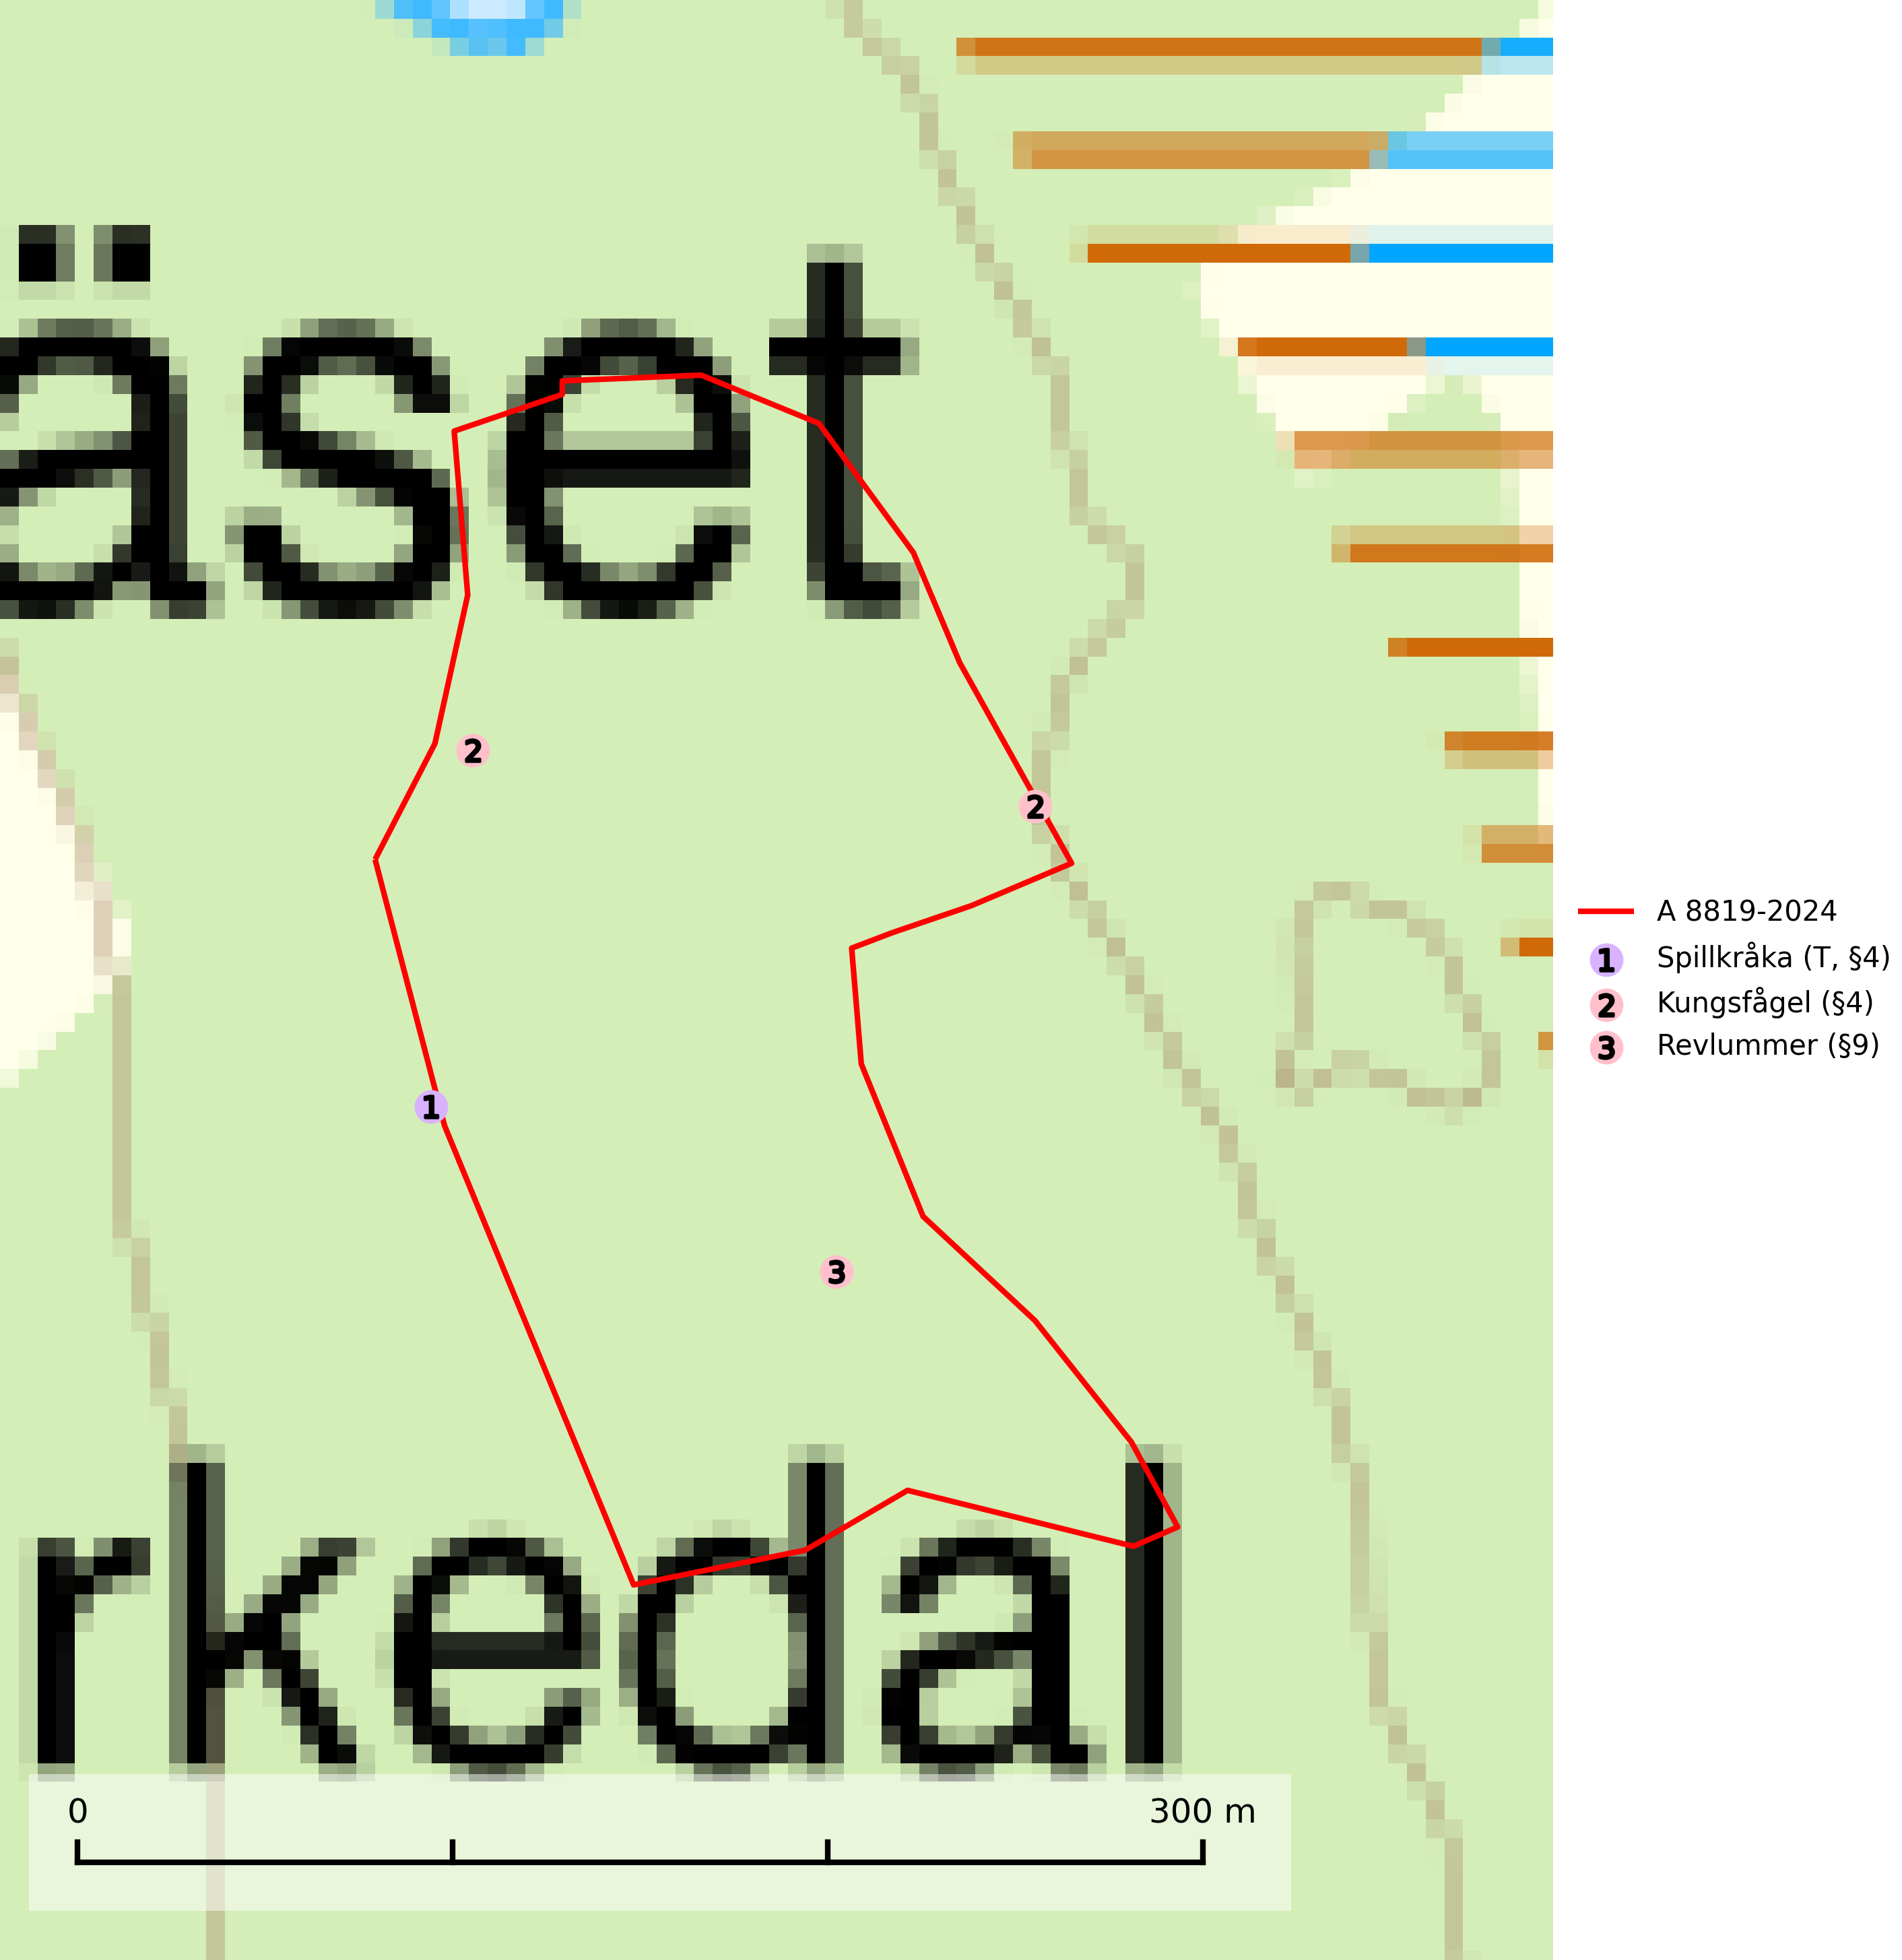 äset
2
2
1
3
rkedal
0 300 m
A 8819-2024
1 Spillkråka (T, §4)
2 Kungsfågel (§4)
3 Revlummer (§9)